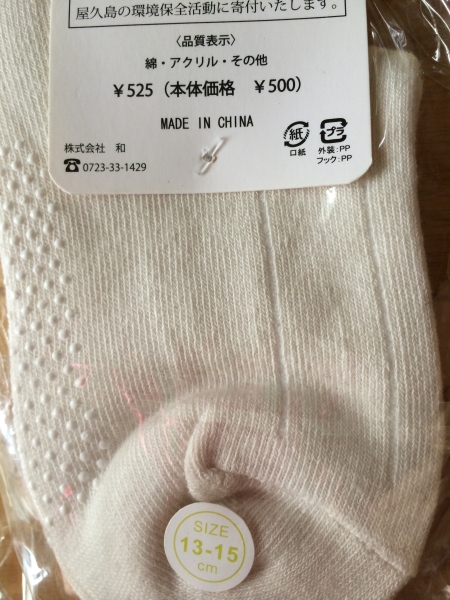 屋久島の環境保全活動に寄付いたします。
〈品質表示〉
綿・アクリル・その他
￥525（本体価格　￥500）
MADE IN CHINA
株式会社　和
☎0723-33-1429
紙
口紙
プラ
外装:PP
フック:PP
SIZE
13-15
cm